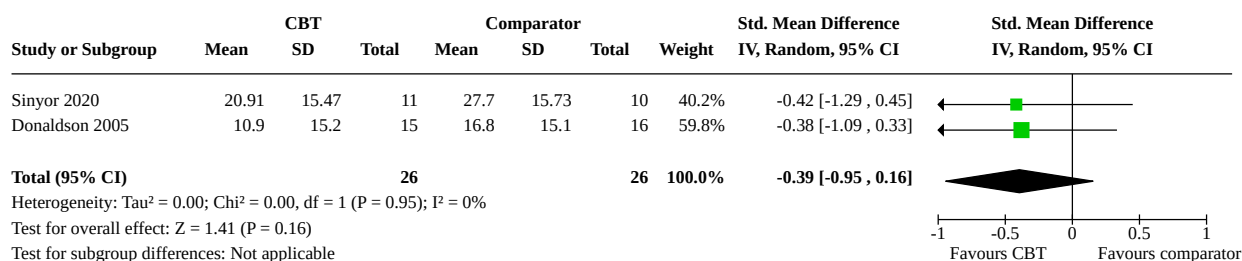 CBT Comparator Std. Mean Difference Std. Mean Difference
Study or Subgroup Mean SD Total Mean SD Total Weight IV, Random, 95% CI IV, Random, 95% CI
Sinyor 2020 20.91 15.47 11 27.7 15.73 10 40.2% -0.42 [-1.29 , 0.45]
Donaldson 2005 10.9 15.2 15 16.8 15.1 16 59.8% -0.38 [-1.09 , 0.33]
Total (95% CI) 26 26 100.0% -0.39 [-0.95 , 0.16]
Heterogeneity: Tau² = 0.00; Chi² = 0.00, df = 1 (P = 0.95); I² = 0%
Test for overall effect: Z = 1.41 (P = 0.16)
-1 -0.5 0 0.5 1
Test for subgroup differences: Not applicable
Favours CBT Favours comparator